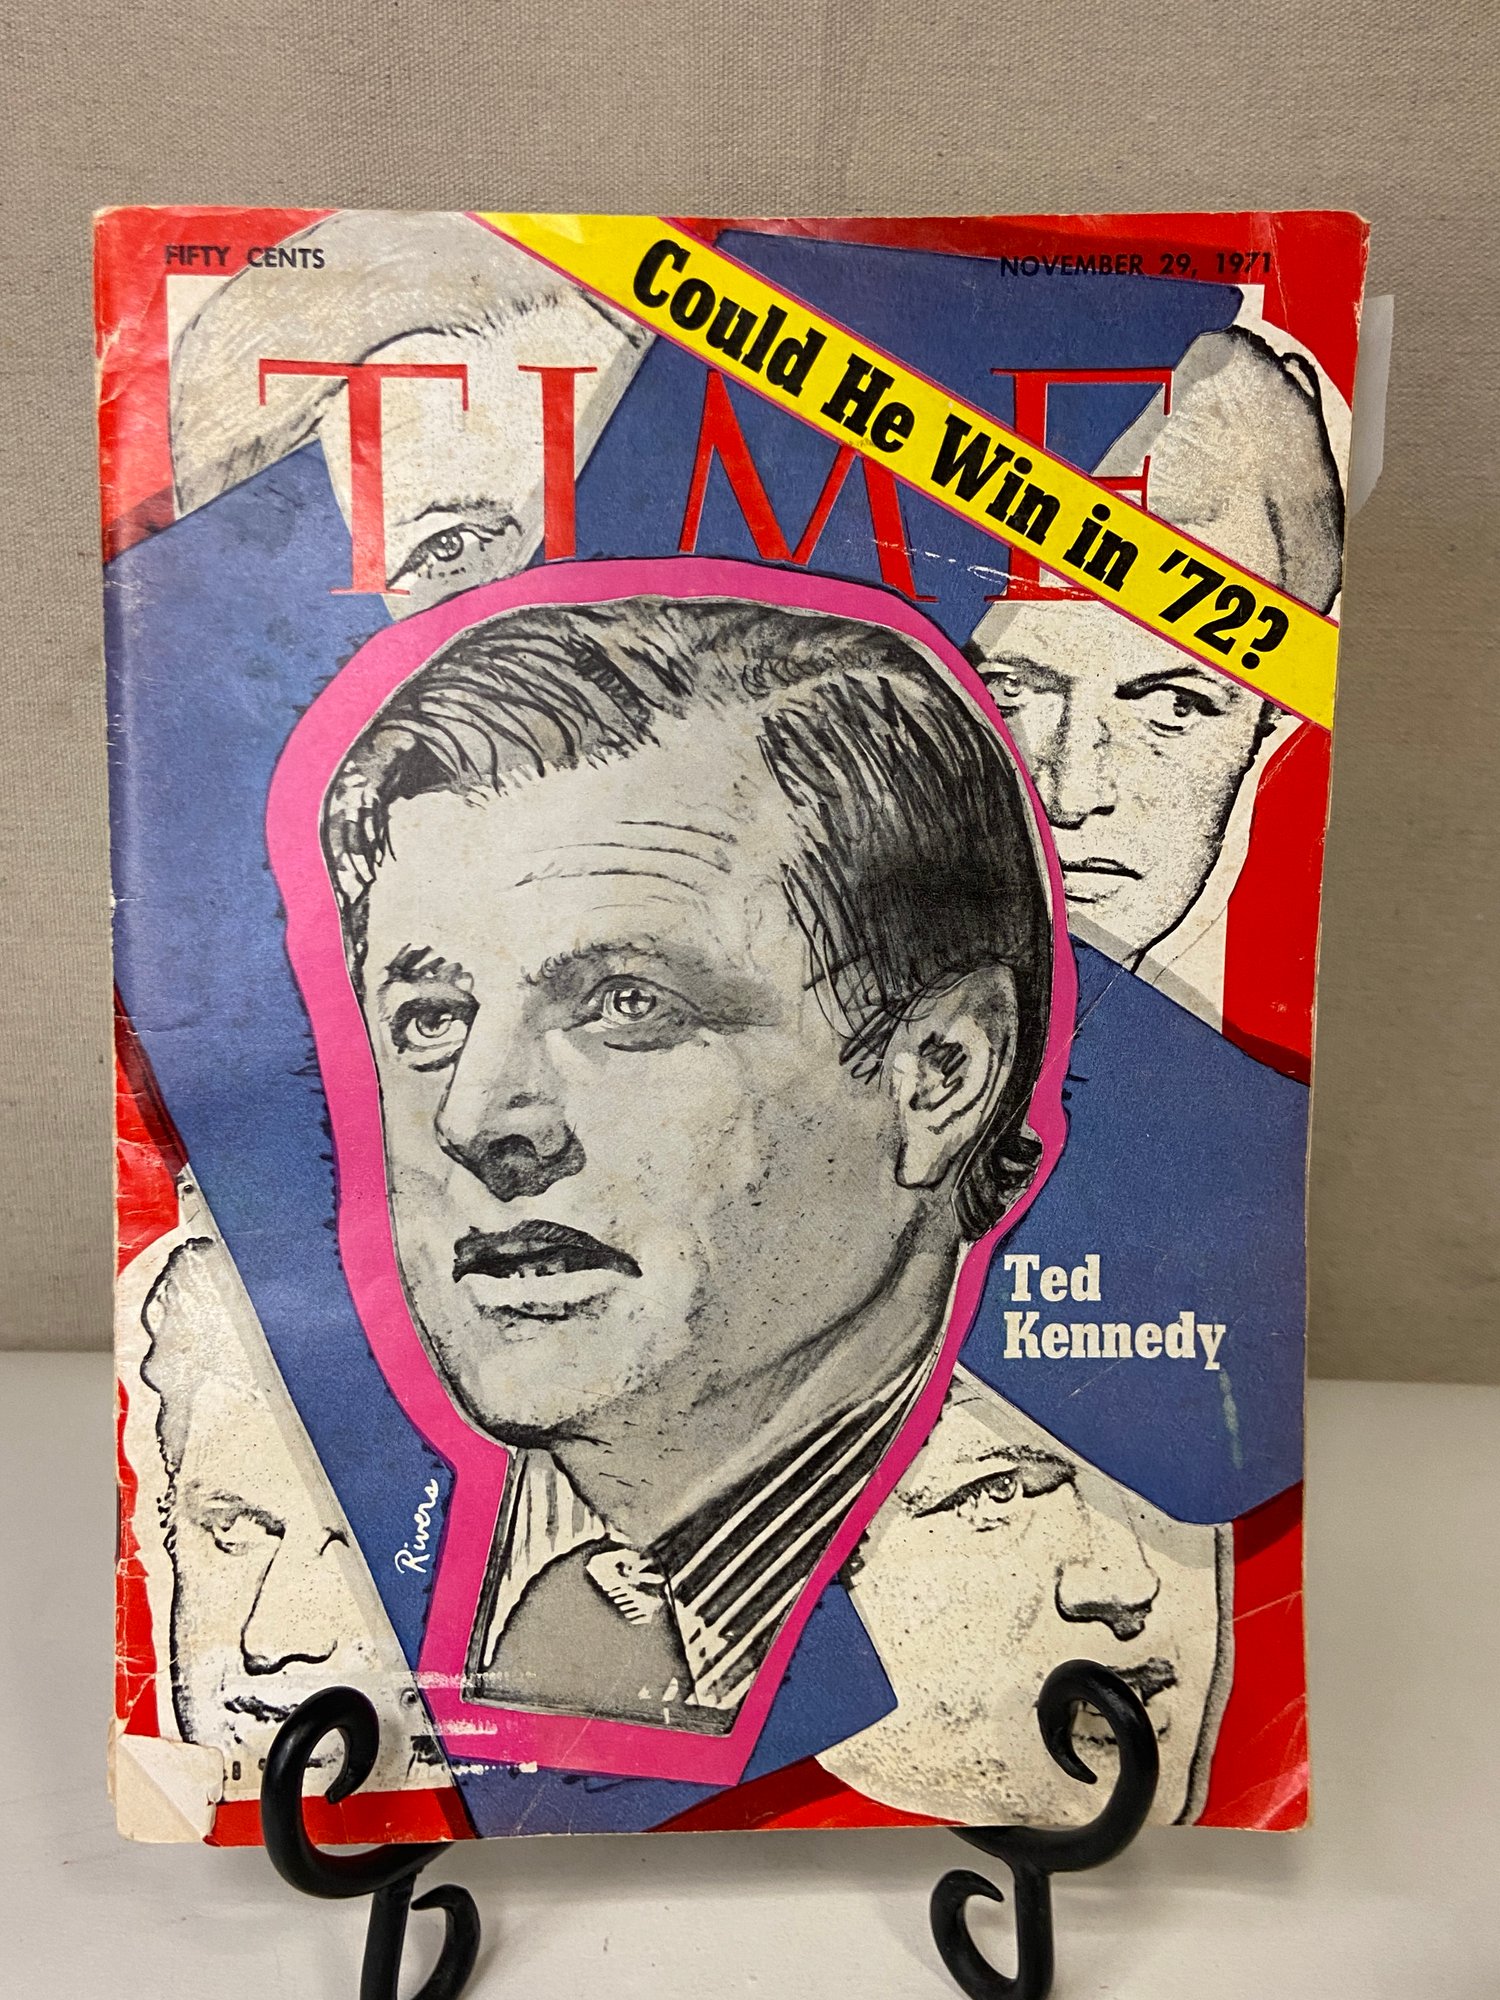 FIFTY CENTS
NOVEMBER 29, 1971
Could He Win in '72?
TIME
Ted
Kennedy
Rivers